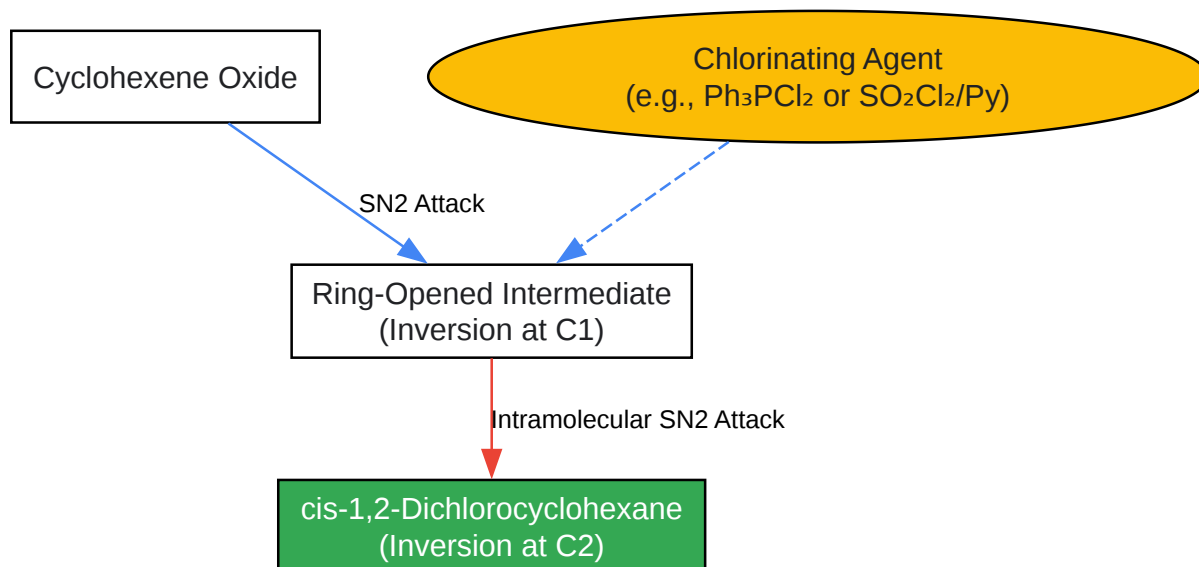 Cyclohexene Oxide
Chlorinating Agent
(e.g., Ph₃PCl₂ or SO₂Cl₂/Py)
SN2 Attack
Ring-Opened Intermediate
(Inversion at C1)
Intramolecular SN2 Attack
cis-1,2-Dichlorocyclohexane
(Inversion at C2)